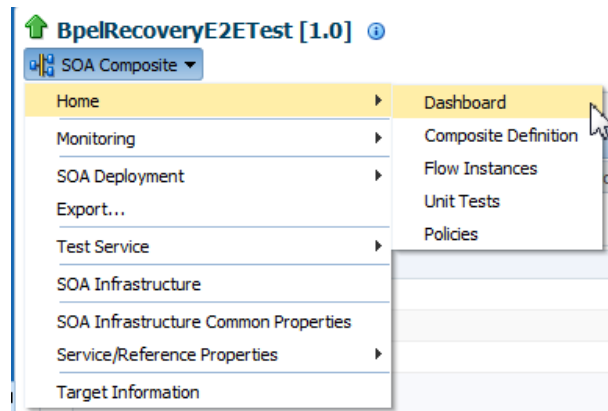 BpelRecoveryE2ETest [1.0]
SOA Composite
Home
Monitoring
SOA Deployment
Export...
Test Service
SOA Infrastructure
SOA Infrastructure Common Properties
Service/Reference Properties
Target Information
Dashboard
Composite Definition
Flow Instances
Unit Tests
Policies